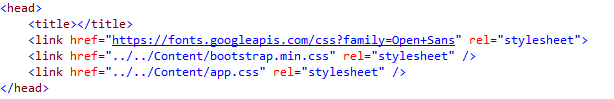 <head>
<title></title>
<link href="https://fonts.googleapis.com/css?family=Open+Sans" rel="stylesheet">
<link href="../../Content/bootstrap.min.css" rel="stylesheet" />
<link href="../../Content/app.css" rel="stylesheet" />
</head>